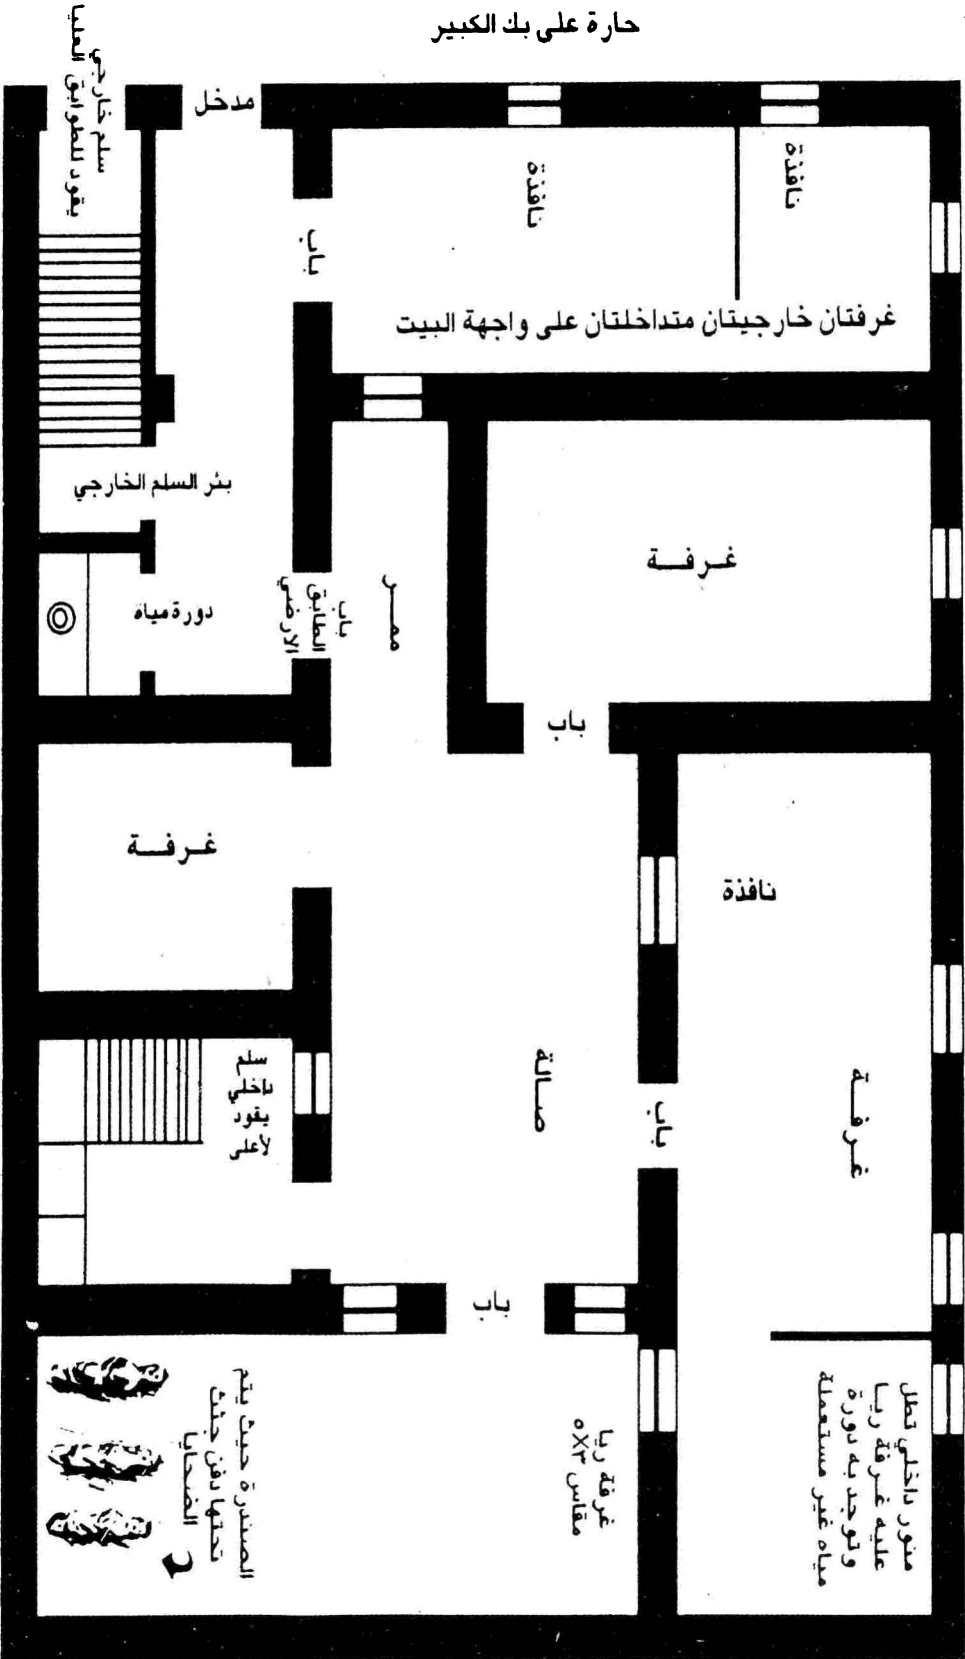 حارة على بك الكبير
سلم خارجي
يقود للطوابق العليا
مدخل
نافذة
نافذة
باب
غرفتان خارجيتان متداخلتان على واجهة البيت
بئر السلم الخارجي
غرفة
دورة مياة
باب
الطابق
الارضي
ممر
باب
غرفة
نافذة
سلم
داخلي
يقود
لأعلى
صالة
باب
غرفة
باب
الصندرة حيث يتم
تحتها دفن جثث
الضحايا
غرفة ريا
مقاس ٣×٥
منور داخلي تطل
عليه غرفة ريا
وتوجد به دورة
مياه غير مستعملة